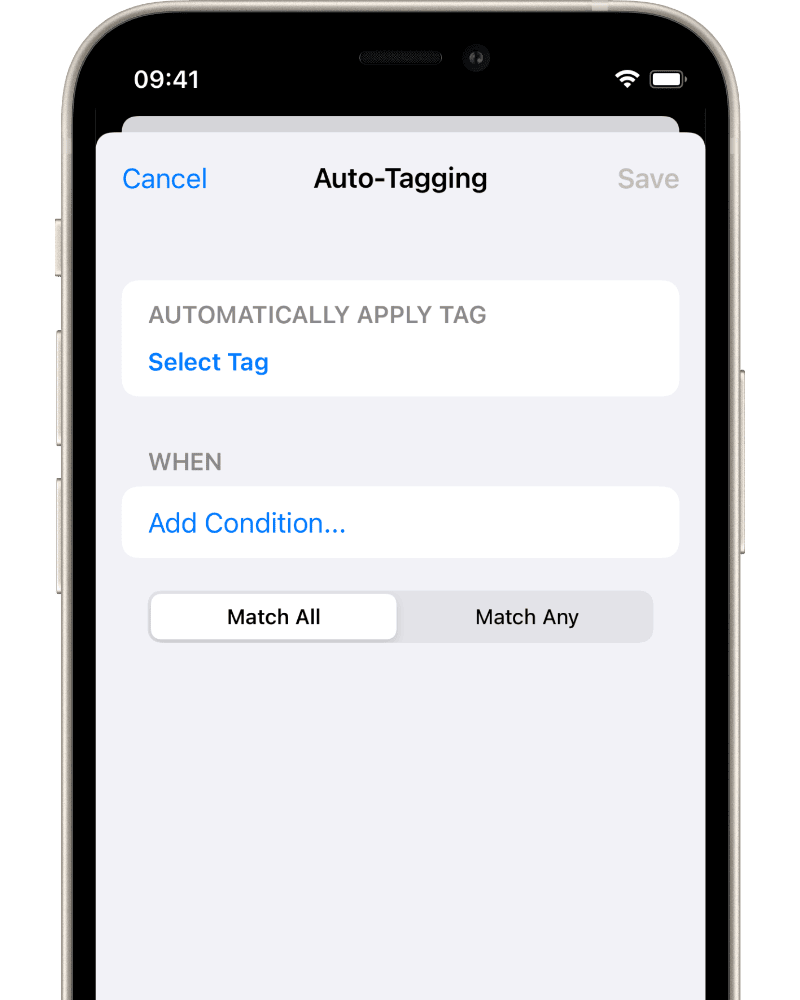 09:41
Cancel Auto-Tagging Save
AUTOMATICALLY APPLY TAG
Select Tag
WHEN
Add Condition...
Match All Match Any